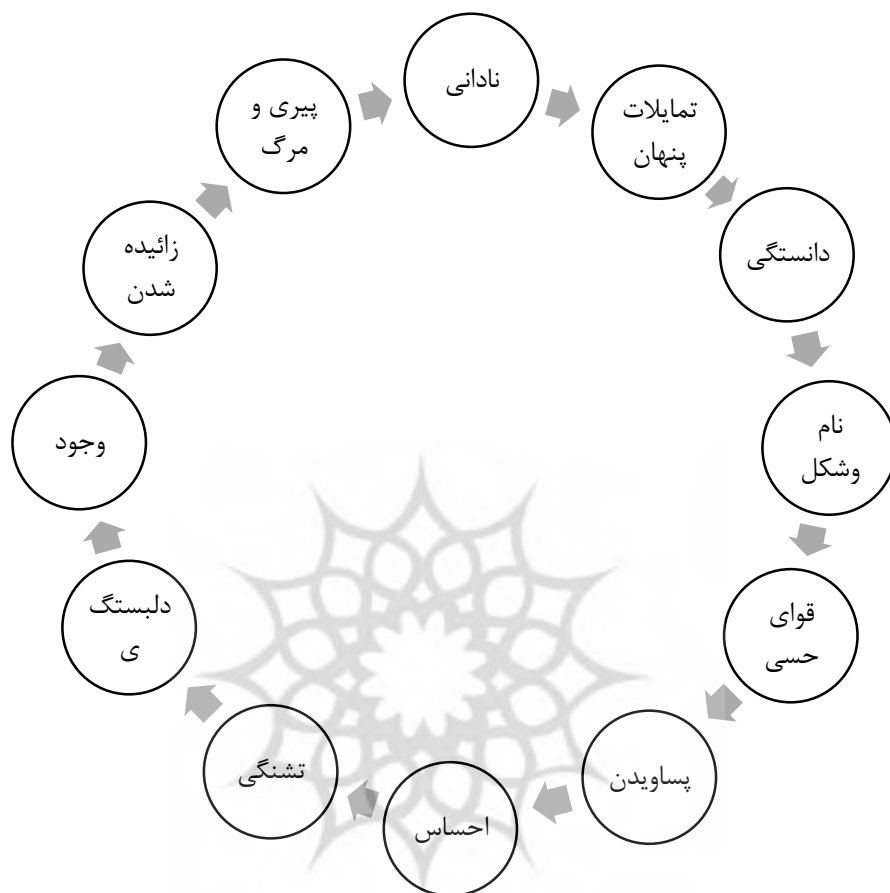 نادانی
تمایلات
پنهان
دانستگی
نام
وشکل
قوای
حسی
پساویدن
احساس
تشنگی
دلبستگ
ی
وجود
زائیده
شدن
پیری و
مرگ